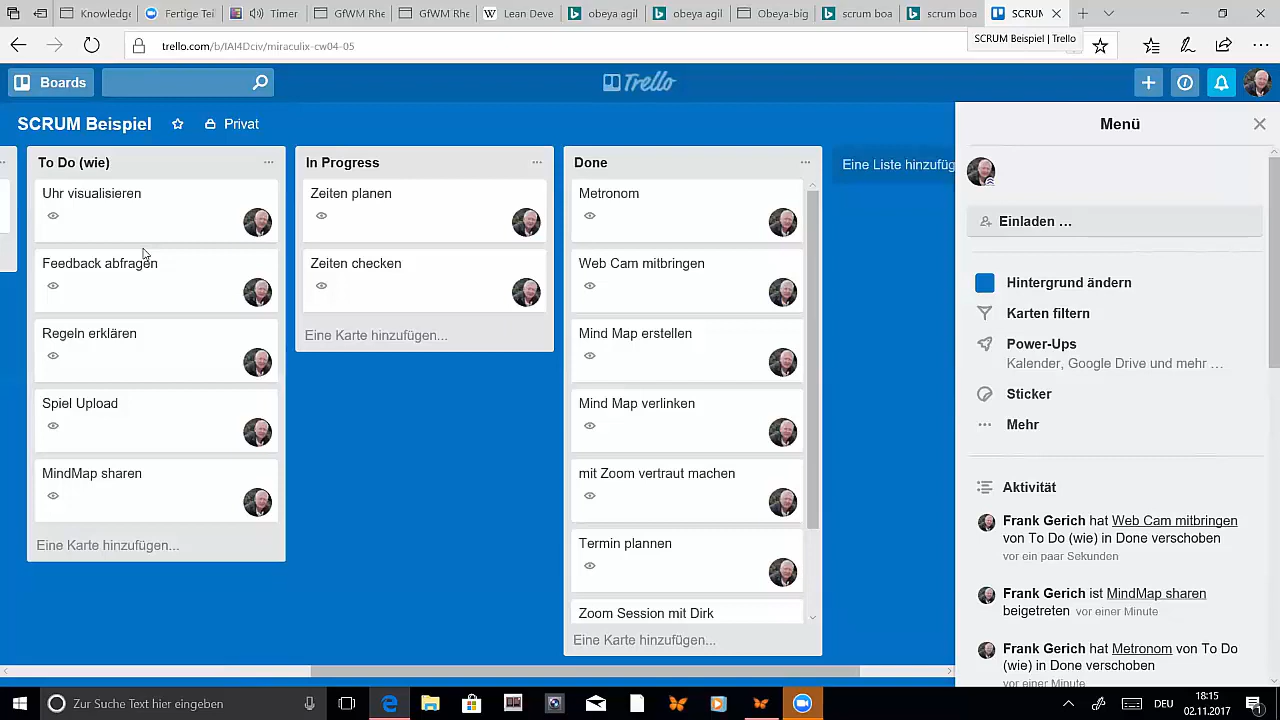 Knowledge
Fertige Tei
Timer
GfWM Rhe
GfWM Rhe
Lean Deve
obeya agil
obeya agil
Obeya-big
scrum boa
scrum boa
SCRUM
trello.com/b/IAI4Dciv/miraculix-cw04-05
SCRUM Beispiel | Trello
Boards
Trello
SCRUM Beispiel
Privat
To Do (wie)
Uhr visualisieren
Feedback abfragen
Regeln erklären
Spiel Upload
MindMap sharen
Eine Karte hinzufügen...
In Progress
Zeiten planen
Zeiten checken
Eine Karte hinzufügen...
Done
Metronom
Web Cam mitbringen
Mind Map erstellen
Mind Map verlinken
mit Zoom vertraut machen
Termin plannen
Zoom Session mit Dirk
Eine Karte hinzufügen...
Eine Liste hinzufüg
Menü
Einladen ...
Hintergrund ändern
Karten filtern
Power-Ups
Kalender, Google Drive und mehr ...
Sticker
Mehr
Aktivität
Frank Gerich hat Web Cam mitbringen
von To Do (wie) in Done verschoben
vor ein paar Sekunden
Frank Gerich ist MindMap sharen
beigetreten vor einer Minute
Frank Gerich hat Metronom von To Do
(wie) in Done verschoben
vor einer Minute
Zur Suche Text hier eingeben
DEU
18:15
02.11.2017